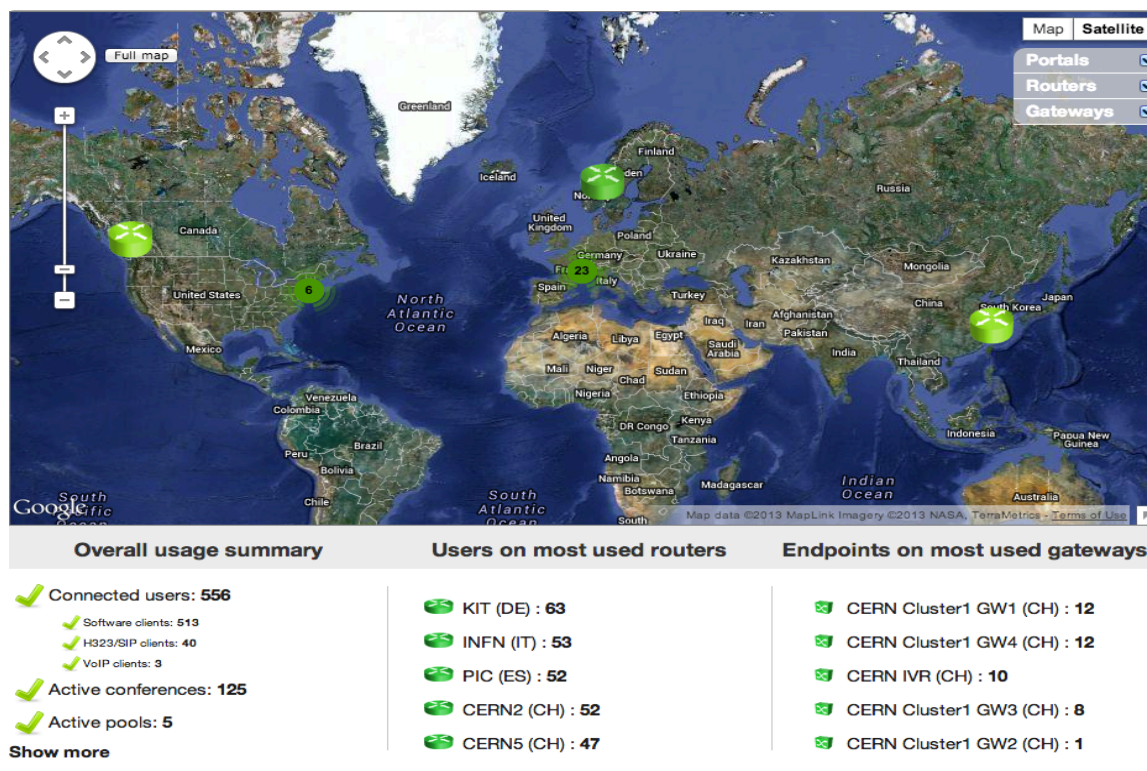 Map Satellite
Full map
Portals
Routers
Gateways
Greenland
Finland
Iceland
Russia
Canada
United
Kingdom
Poland
Germany
Ukraine
Kazakhstan
Mongolia
23
Italy
Spain
6
United States
North
Atlantic
Ocean
Turkey
China
South Korea
Japan
Mexico
Algeria
Libya
Egypt
Iraq
Iran
Afghanistan
Pakistan
Saudi
Arabia
India
Thailand
Mali
Niger
Chad
Sudan
Nigeria
Ethiopia
Venezuela
Colombia
DR Congo
Kenya
Tanzania
Indonesia
Papua New
Guinea
Peru
Brazil
Bolivia
Angola
Namibia
Botswana
Madagascar
Indian
Ocean
Chile
South
Atlantic
Ocean
South
Australia
South
Google
Ocean
Map data ©2013 MapLink Imagery ©2013 NASA, TerraMetrics - Terms of Use
Overall usage summary
Connected users: 556
Software clients: 513
H323/SIP clients: 40
VoIP clients: 3
Active conferences: 125
Active pools: 5
Show more
Users on most used routers
KIT (DE) : 63
INFN (IT) : 53
PIC (ES) : 52
CERN2 (CH) : 52
CERN5 (CH) : 47
Endpoints on most used gateways
CERN Cluster1 GW1 (CH) : 12
CERN Cluster1 GW4 (CH) : 12
CERN IVR (CH) : 10
CERN Cluster1 GW3 (CH) : 8
CERN Cluster1 GW2 (CH) : 1